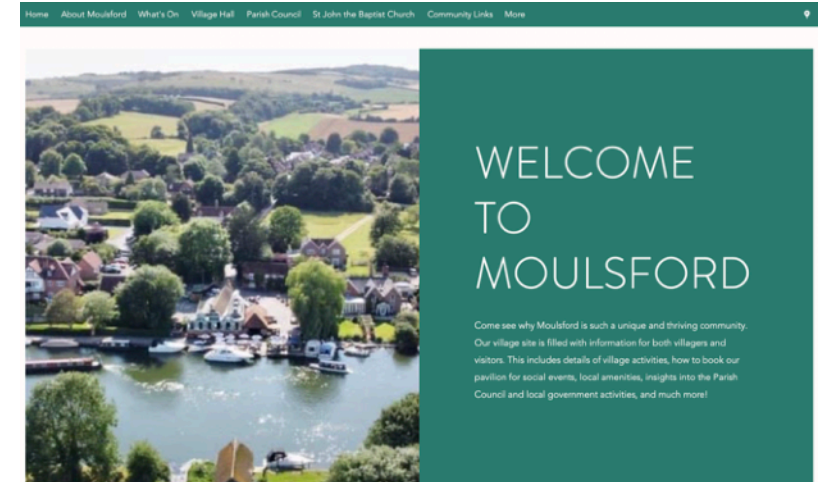 Home About Moulsford What's On Village Hall Parish Council St John the Baptist Church Community Links More
WELCOME
TO
MOULSFORD
Come see why Moulsford is such a unique and thriving community.
Our village site is filled with information for both villagers and
visitors. This includes details of village activities, how to book our
pavilion for social events, local amenities, insights into the Parish
Council and local government activities, and much more!